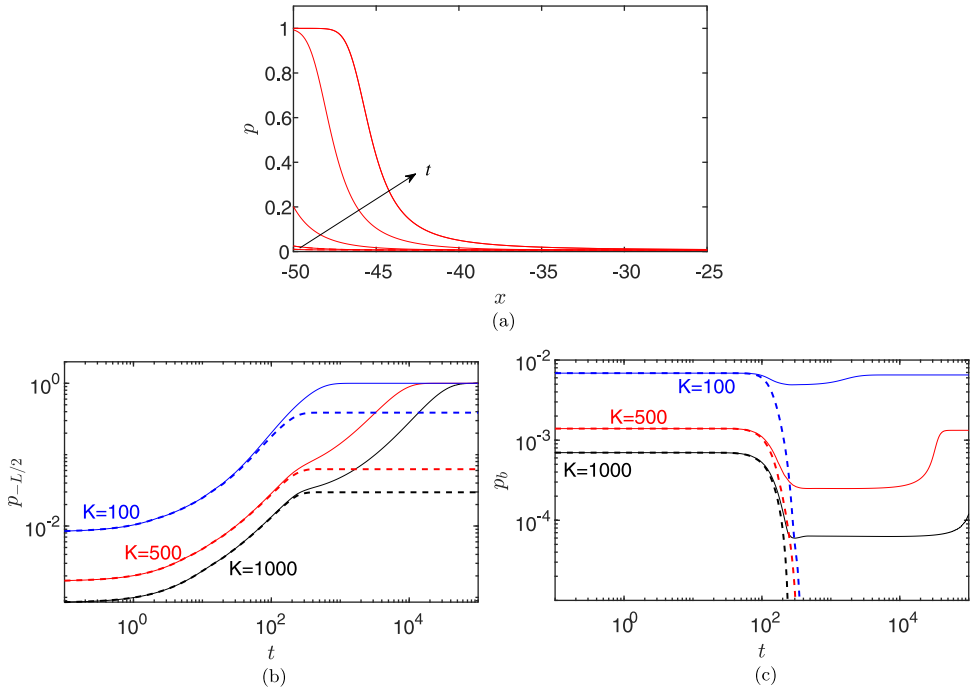 1
0.8
0.6
p
0.4
t
0.2
0
-50 -45 -40 -35 -30 -25
x
(a)
10^0
p_{-L/2}
K=100
10^{-2}
K=500
K=1000
10^0 10^2 10^4
t
(b)
10^{-2}
K=100
K=500
10^{-3}
p_b
K=1000
10^{-4}
10^0 10^2 10^4
t
(c)